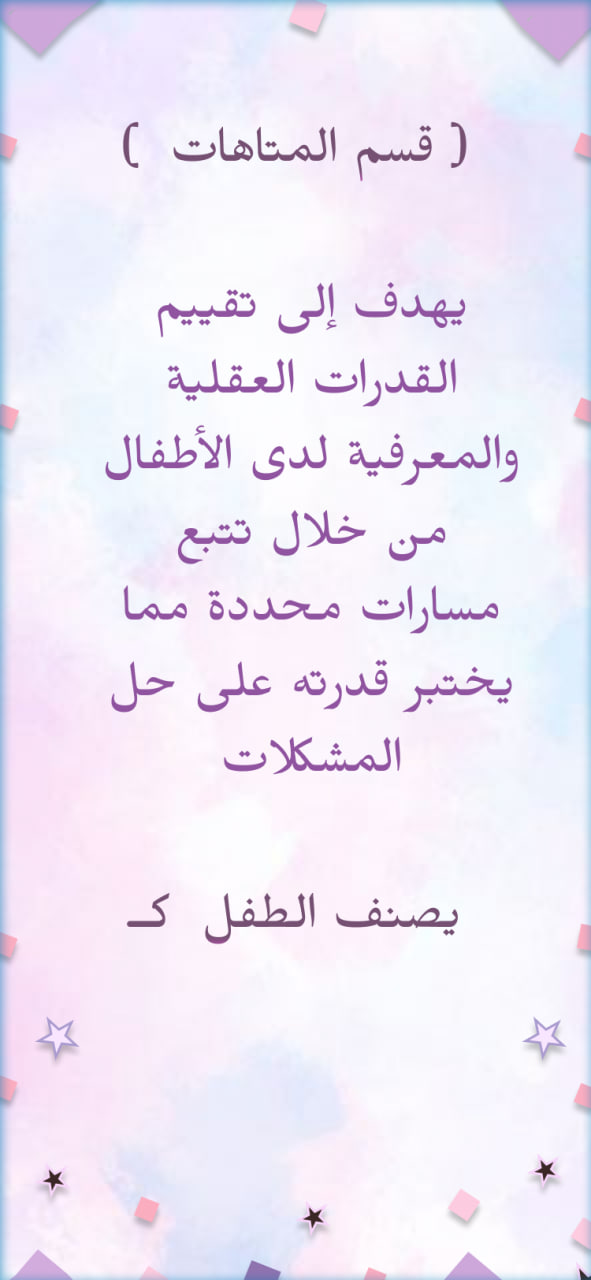 ( قسم المتاهات )
يهدف إلى تقييم
القدرات العقلية
والمعرفية لدى الأطفال
من خلال تتبع
مسارات محددة مما
يختبر قدرته على حل
المشكلات
يصنف الطفل كـ